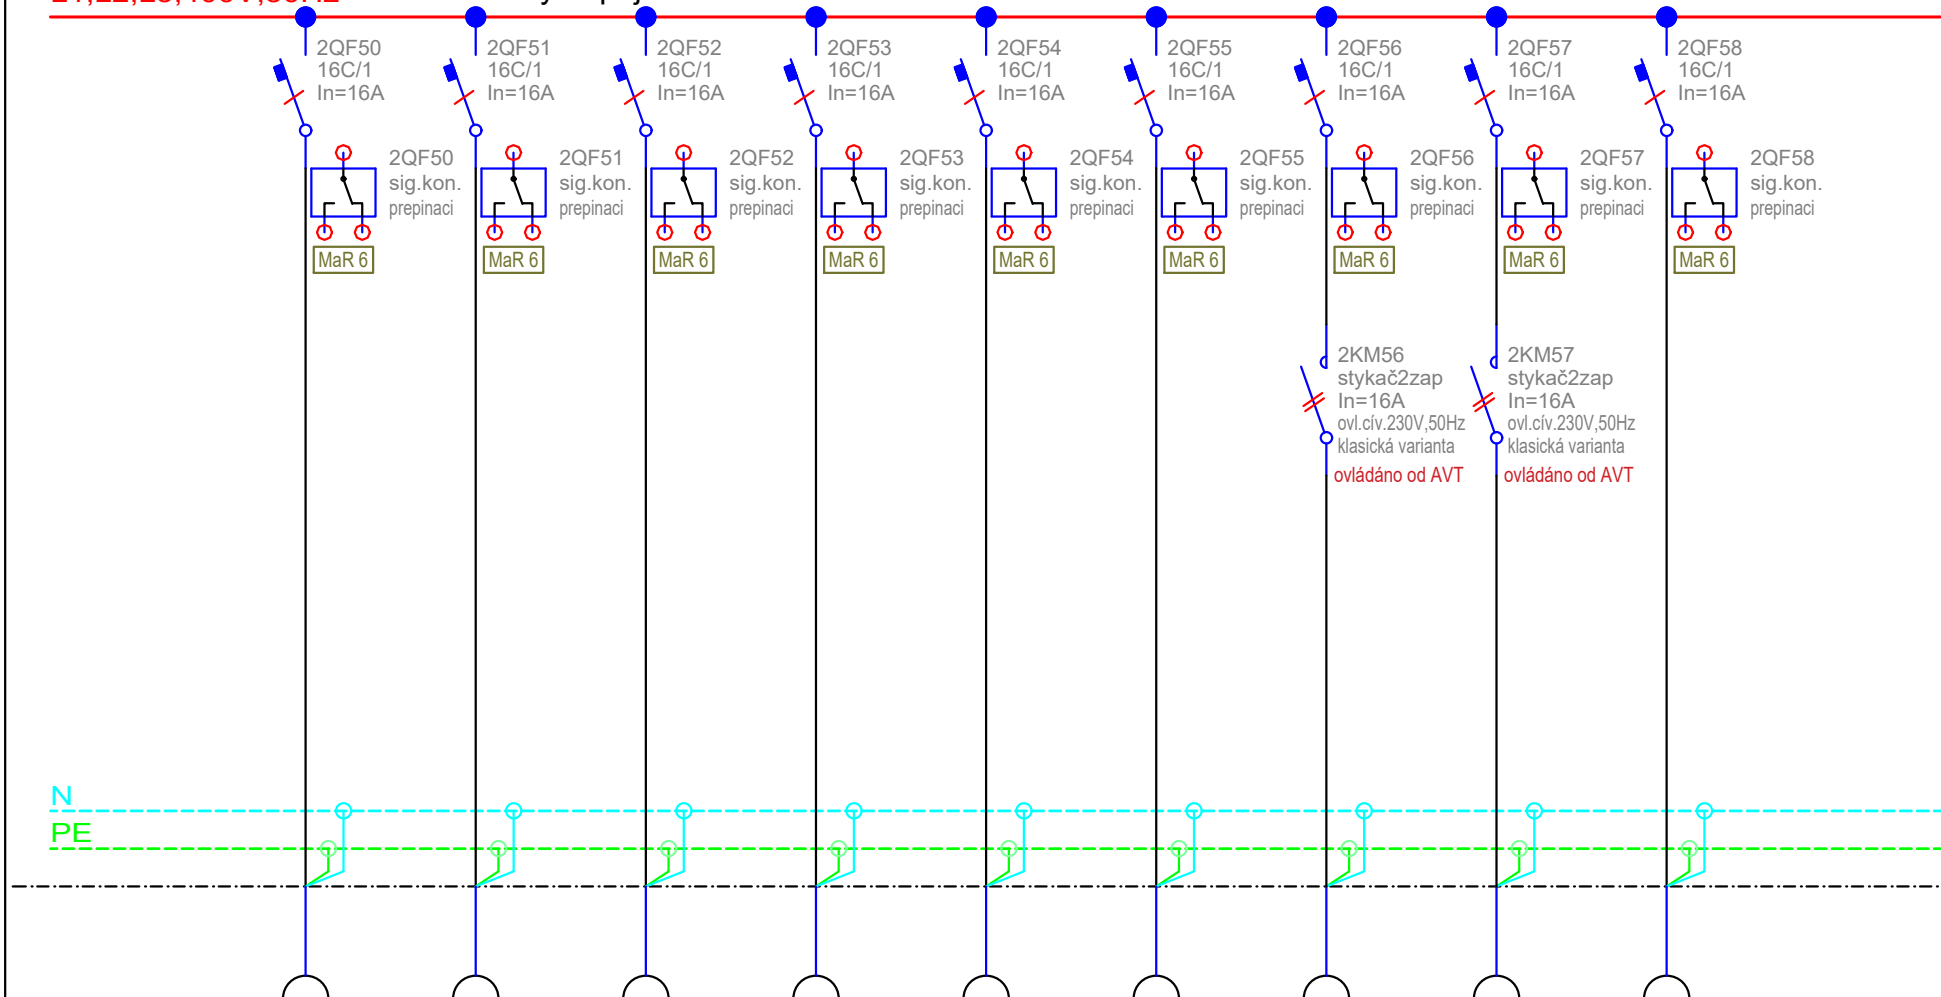 2QF50
16C/1
In=16A
2QF51
16C/1
In=16A
2QF52
16C/1
In=16A
2QF53
16C/1
In=16A
2QF54
16C/1
In=16A
2QF55
16C/1
In=16A
2QF56
16C/1
In=16A
2QF57
16C/1
In=16A
2QF58
16C/1
In=16A
2QF50
sig.kon.
prepinaci
MaR 6
2QF51
sig.kon.
prepinaci
MaR 6
2QF52
sig.kon.
prepinaci
MaR 6
2QF53
sig.kon.
prepinaci
MaR 6
2QF54
sig.kon.
prepinaci
MaR 6
2QF55
sig.kon.
prepinaci
MaR 6
2QF56
sig.kon.
prepinaci
MaR 6
2QF57
sig.kon.
prepinaci
MaR 6
2QF58
sig.kon.
prepinaci
MaR 6
2KM56
stykač2zap
In=16A
ovl.cív.230V,50Hz
klasická varianta
ovládáno od AVT
2KM57
stykač2zap
In=16A
ovl.cív.230V,50Hz
klasická varianta
ovládáno od AVT
N
PE